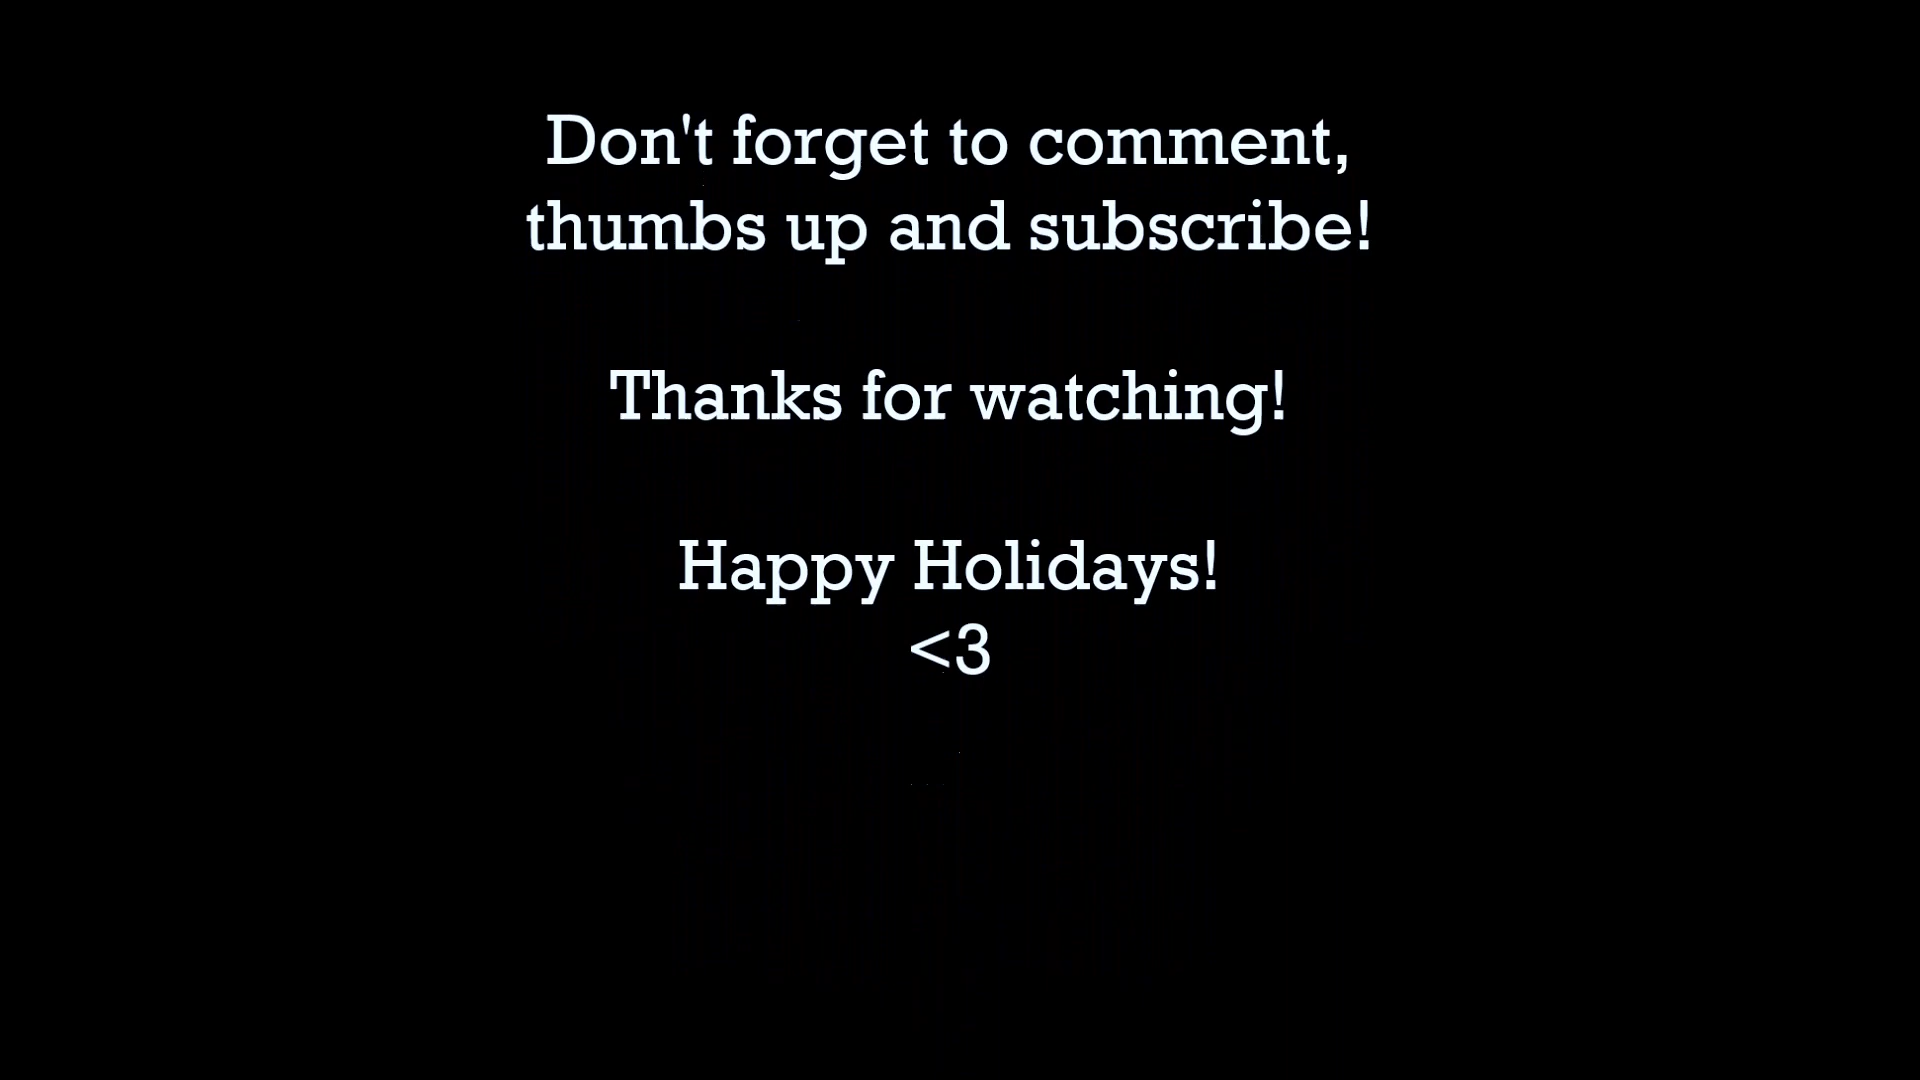 Don't forget to comment,
thumbs up and subscribe!
Thanks for watching!
Happy Holidays!
<3